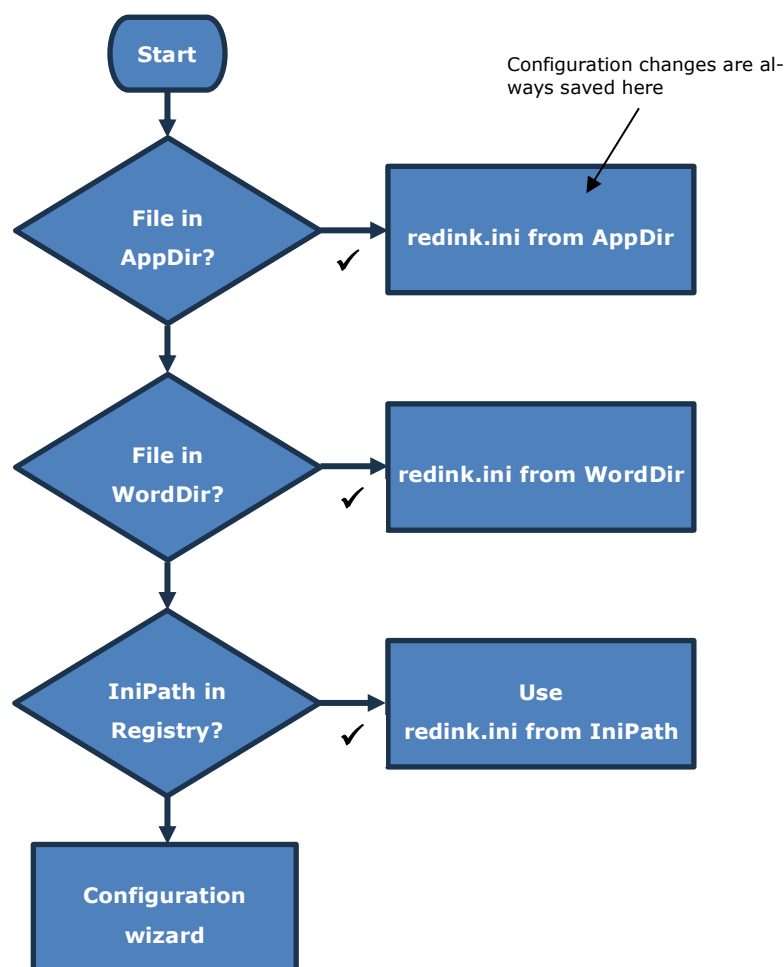 Start
Configuration changes are al-
ways saved here
File in
AppDir?
redink.ini from AppDir
✓
File in
WordDir?
redink.ini from WordDir
✓
IniPath in
Registry?
Use
redink.ini from IniPath
✓
Configuration
wizard